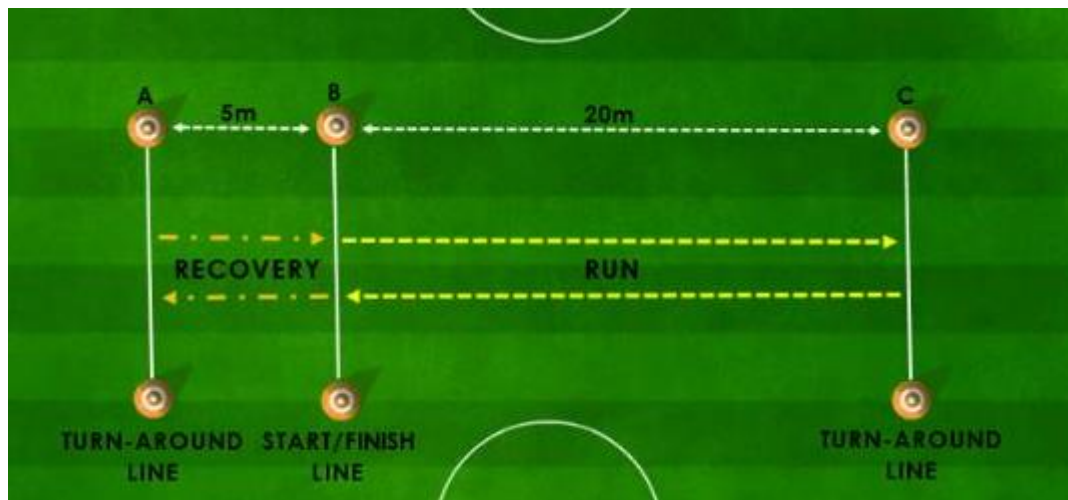 A
B
C
5m
20m
RECOVERY
RUN
TURN-AROUND
LINE
START/FINISH
LINE
TURN-AROUND
LINE